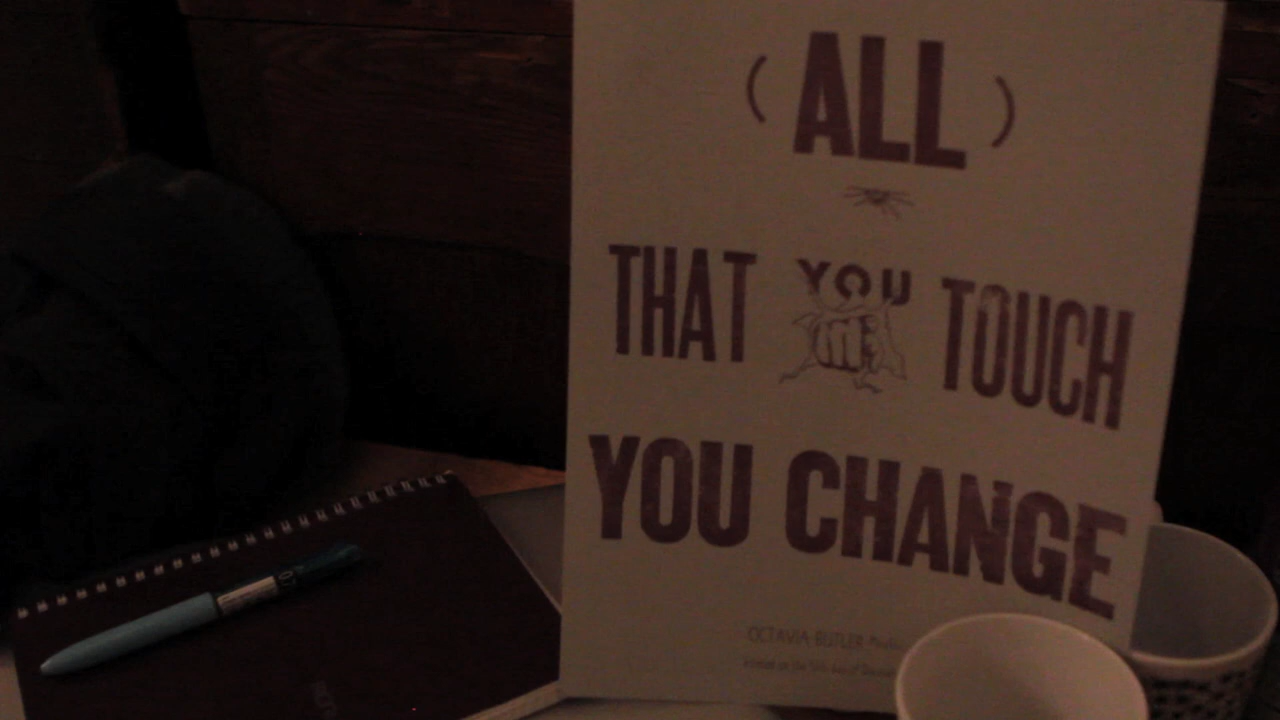 ( ALL )
THAT YOU TOUCH
YOU CHANGE
OCTAVIA BUTLER